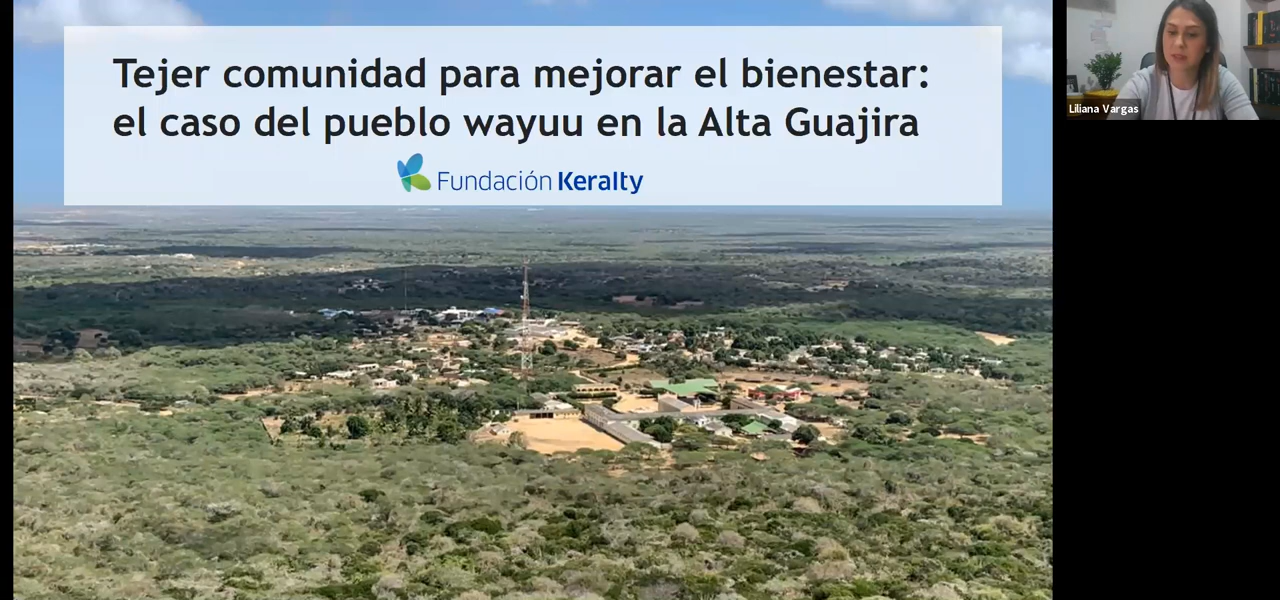 Tejer comunidad para mejorar el bienestar:
el caso del pueblo wayuu en la Alta Guajira
Fundación Keralty
Liliana Vargas